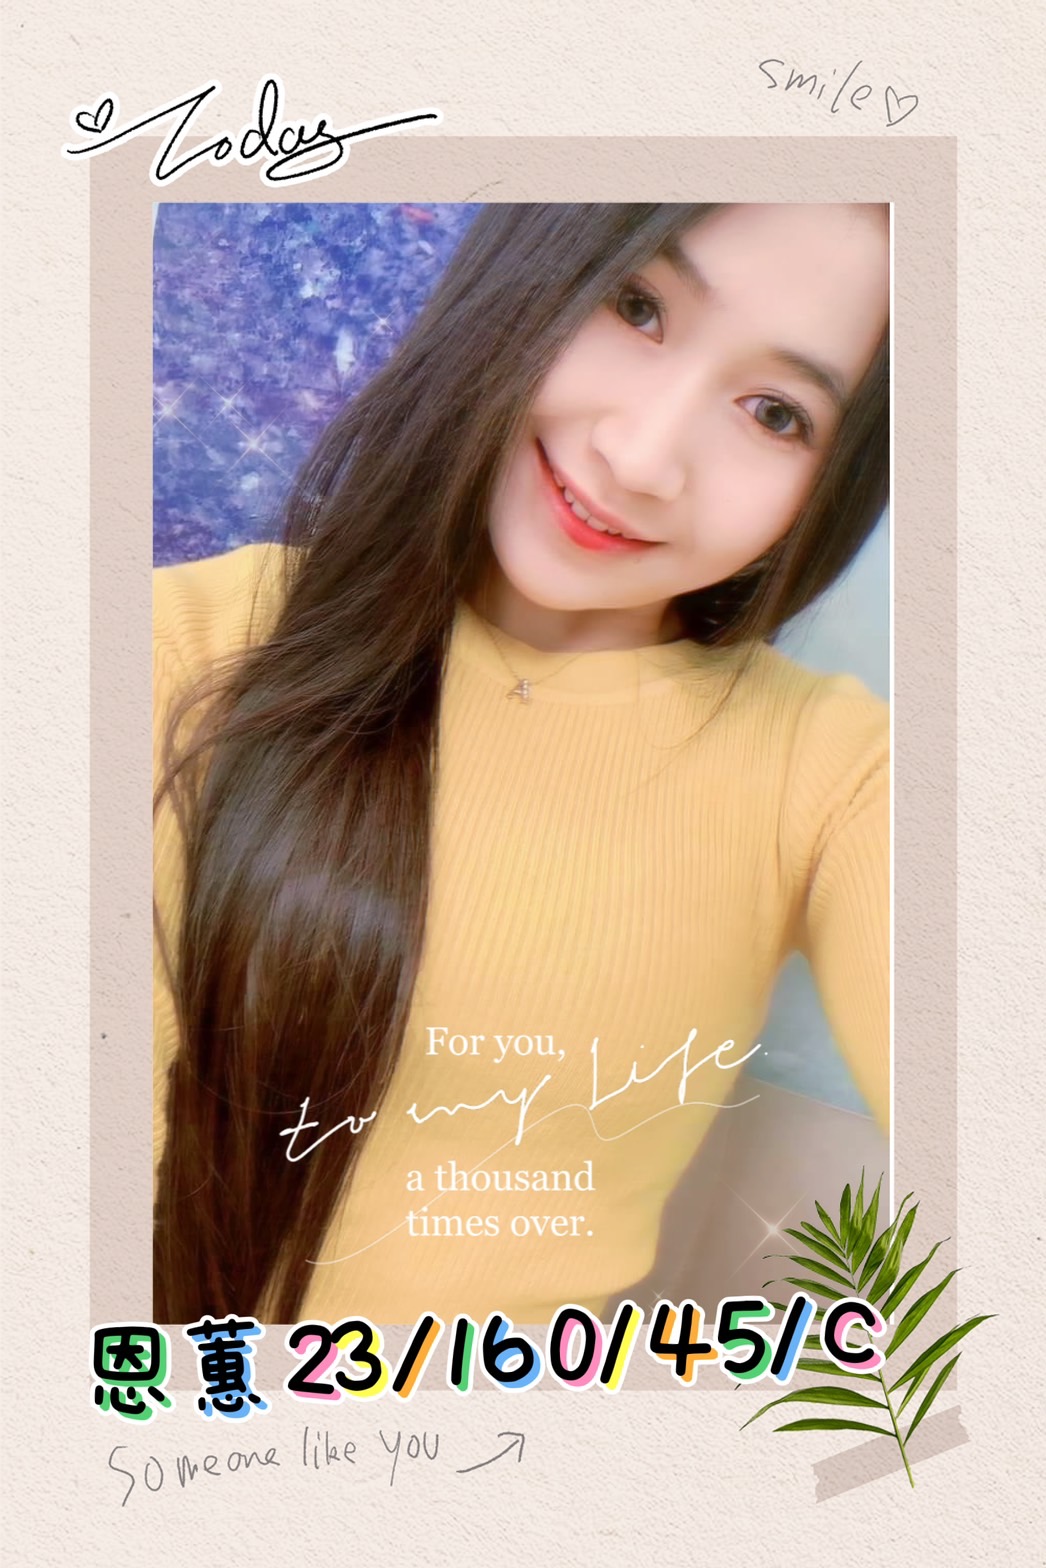 Today
smile♡
A
For you,
to my Life.
a thousand
times over.
恩蕙 23/160/45/C
Someone like you